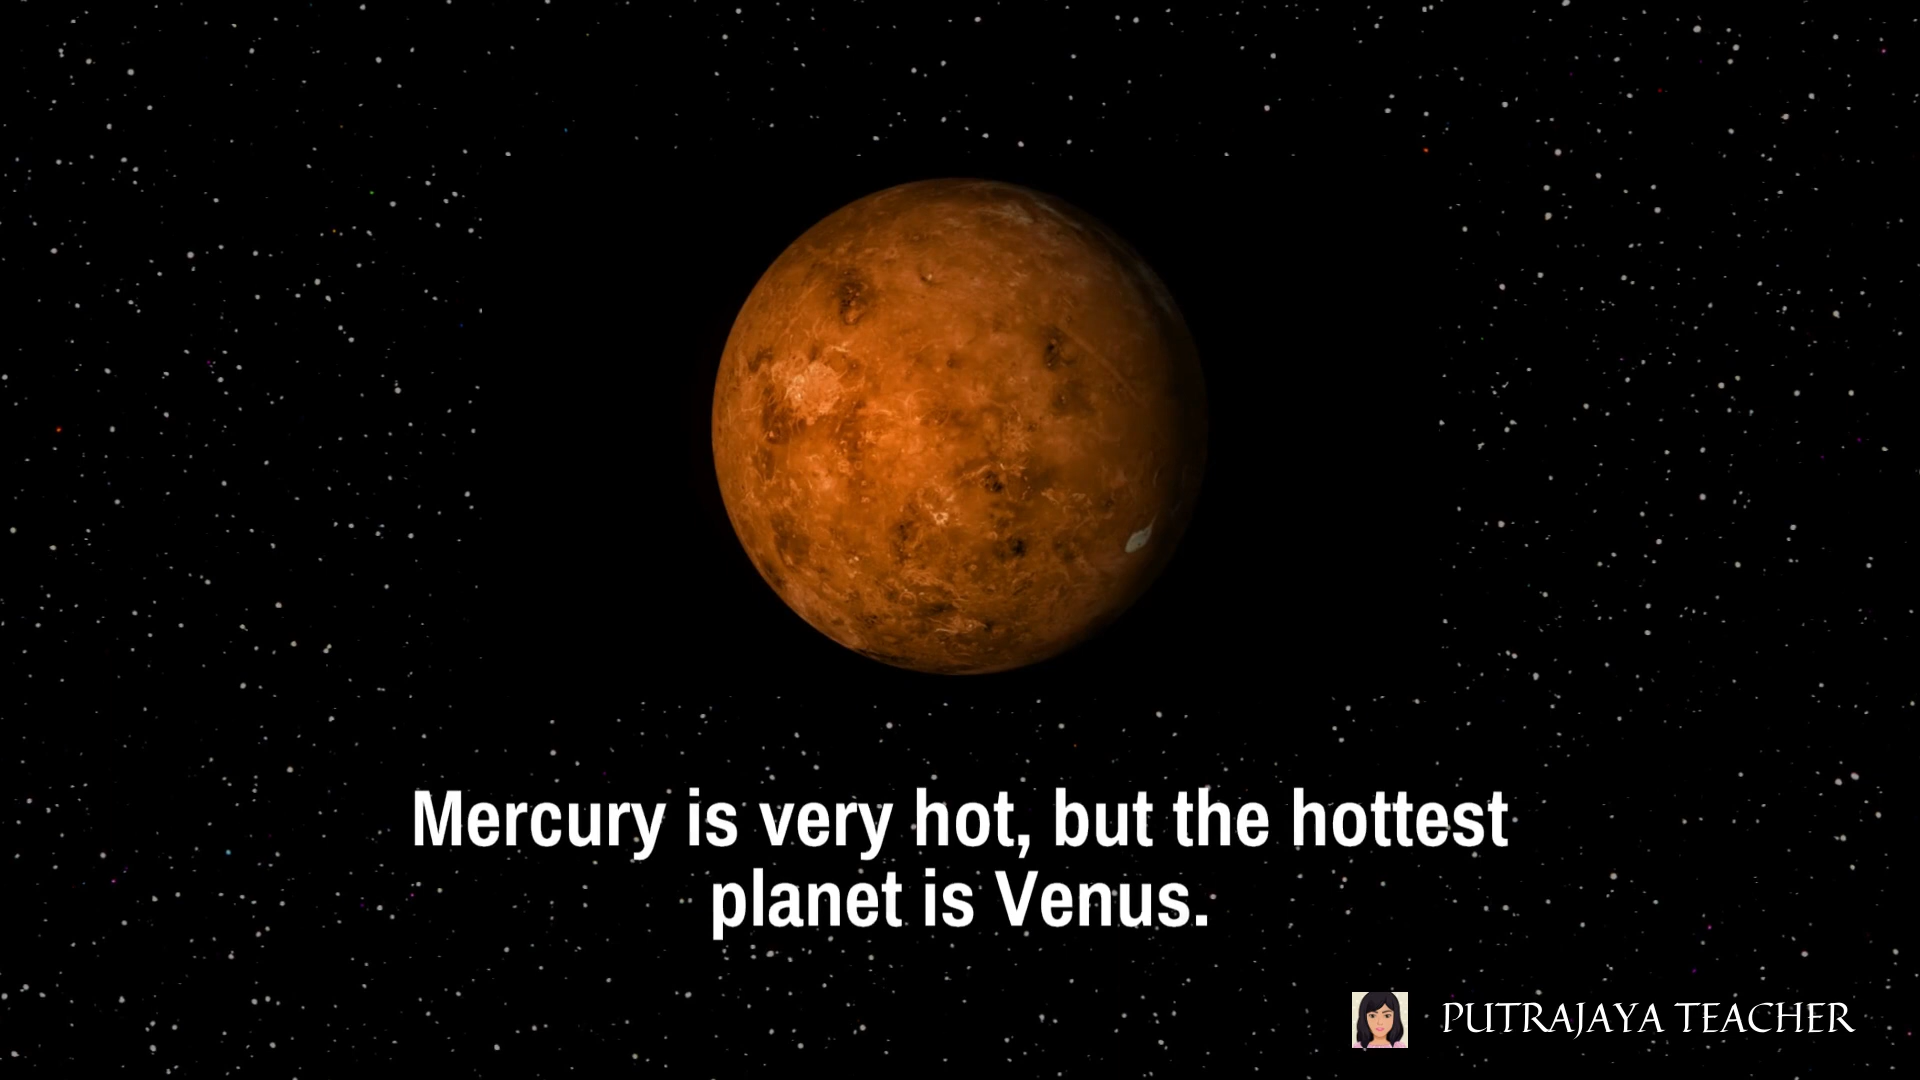 Mercury is very hot, but the hottest
planet is Venus.
PUTRAJAYA TEACHER